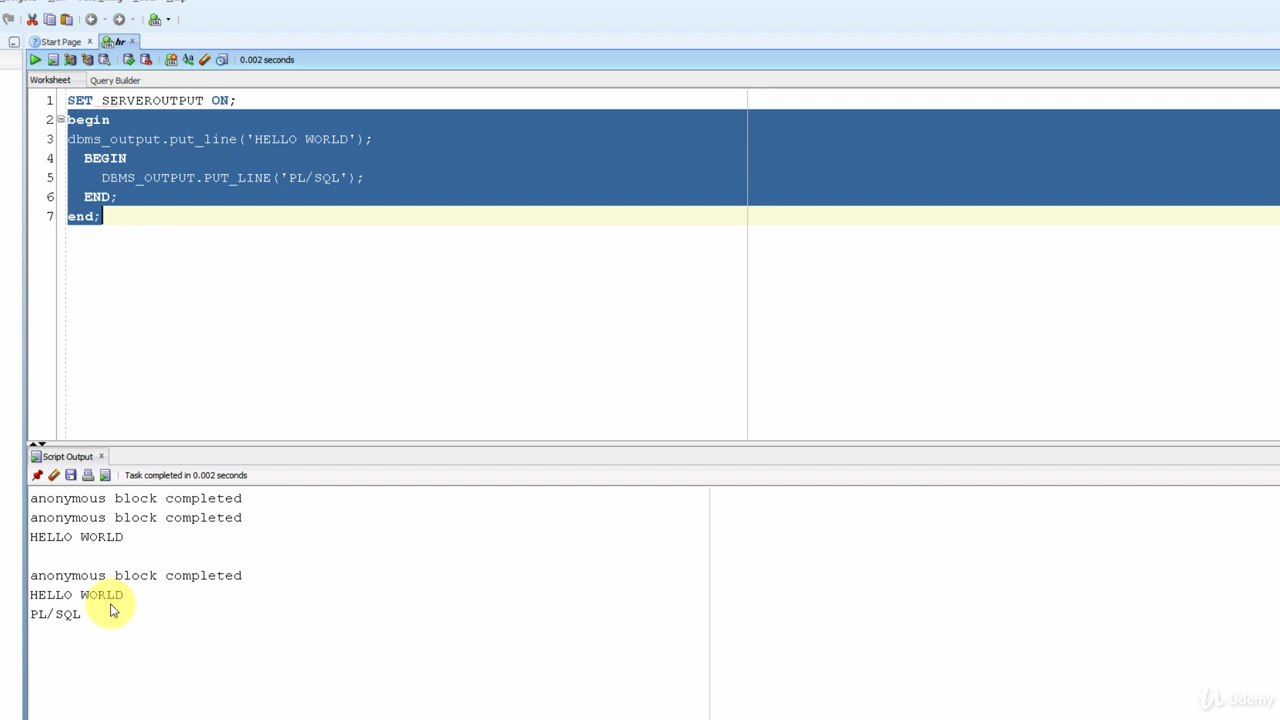 Start Page
hr
0.002 seconds
Worksheet
Query Builder
1 SET SERVEROUTPUT ON;
2 begin
3 dbms_output.put_line('HELLO WORLD');
4 BEGIN
5 DBMS_OUTPUT.PUT_LINE('PL/SQL');
6 END;
7 end;
Script Output
Task completed in 0.002 seconds
anonymous block completed
anonymous block completed
HELLO WORLD
anonymous block completed
HELLO WORLD
PL/SQL
Udemy